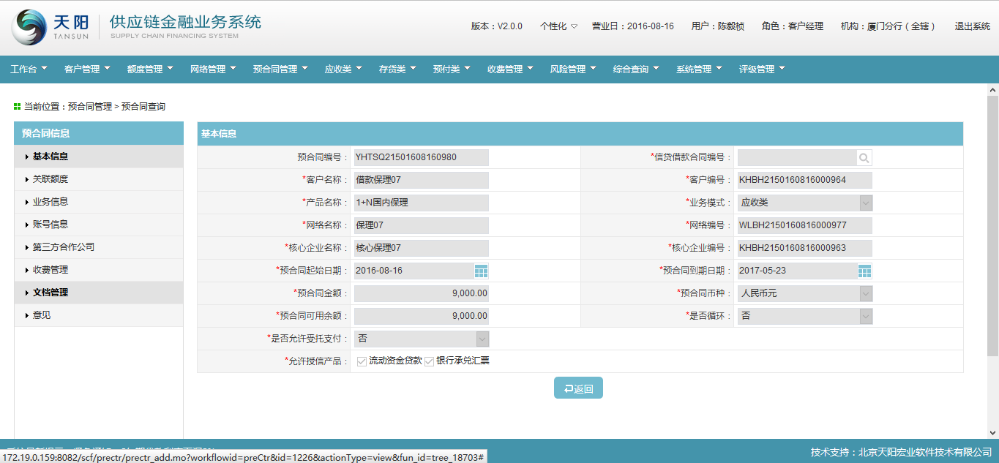 天阳 TANSUN 供应链金融业务系统 SUPPLY CHAIN FINANCING SYSTEM
版本：V2.0.0 个性化 营业日：2016-08-16 用户：陈毅桢 角色：客户经理 机构：厦门分行（全辖） 退出系统
工作台 客户管理 额度管理 网络管理 预合同管理 应收类 存货类 预付类 收费管理 风险管理 综合查询 系统管理 评级管理
当前位置：预合同管理 > 预合同查询
预合同信息
基本信息
关联额度
业务信息
账号信息
第三方合作公司
收费管理
文档管理
意见
基本信息
预合同编号： YHTSQ21501608160980 *信贷借款合同编号：
*客户名称： 借款保理07 *客户编号： KHBH2150160816000964
*产品名称： 1+N国内保理 *业务模式： 应收类
*网络名称： 保理07 *网络编号： WLBH2150160816000977
*核心企业名称： 核心保理07 *核心企业编号： KHBH2150160816000963
*预合同起始日期： 2016-08-16 *预合同到期日期： 2017-05-23
*预合同金额： 9,000.00 *预合同币种： 人民币元
*预合同可用余额： 9,000.00 *是否循环： 否
*是否允许受托支付： 否
*允许授信产品： 流动资金贷款 银行承兑汇票
返回
技术支持：北京天阳宏业软件技术有限公司
172.19.0.159:8082/scf/prectr/prectr_add.mo?workflowid=preCtr&id=1226&actionType=view&fun_id=tree_18703#